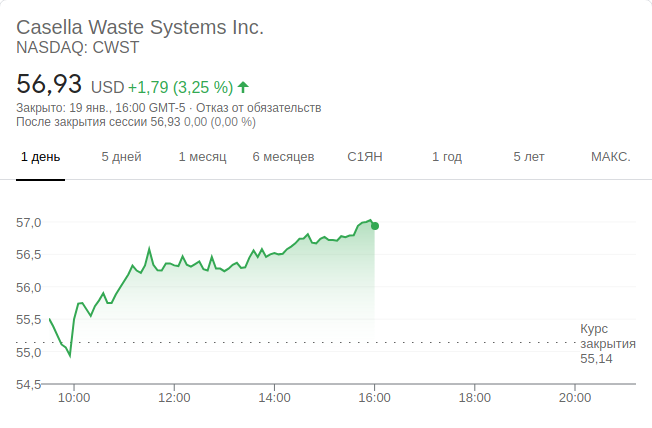 Casella Waste Systems Inc.
NASDAQ: CWST
56,93 USD +1,79 (3,25 %)
Закрыто: 19 янв., 16:00 GMT-5 · Отказ от обязательств
После закрытия сессии 56,93 0,00 (0,00 %)
1 день 5 дней 1 месяц 6 месяцев С1ЯН 1 год 5 лет МАКС.
57,0
56,5
56,0
55,5
55,0
54,5
Курс
закрытия
55,14
10:00 12:00 14:00 16:00 18:00 20:00